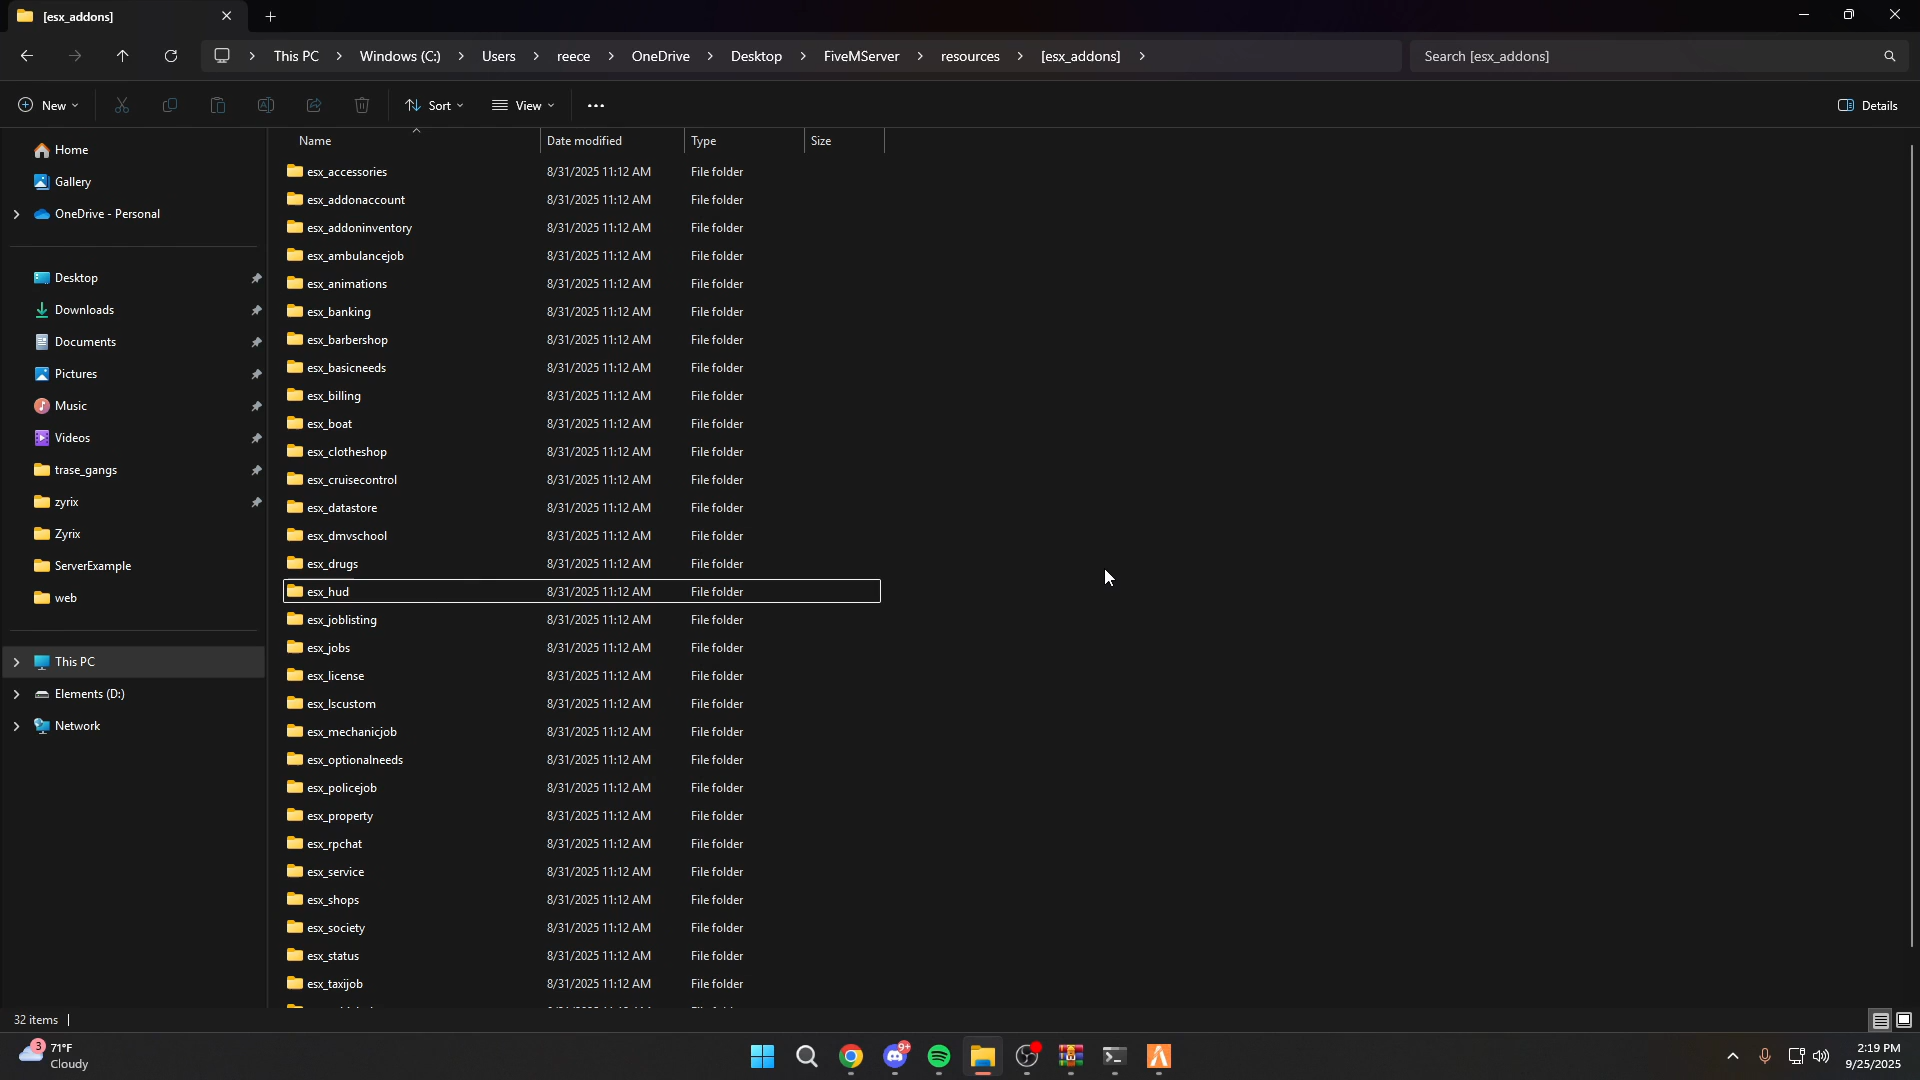 [esx_addons]
This PC
Windows (C:)
Users
reece
OneDrive
Desktop
FiveMServer
resources
[esx_addons]
Search [esx_addons]
New
Sort
View
Details
Home
Gallery
OneDrive - Personal
Desktop
Downloads
Documents
Pictures
Music
Videos
trase_gangs
zyrix
Zyrix
ServerExample
web
This PC
Elements (D:)
Network
Name Date modified Type Size
esx_accessories 8/31/2025 11:12 AM File folder
esx_addonaccount 8/31/2025 11:12 AM File folder
esx_addoninventory 8/31/2025 11:12 AM File folder
esx_ambulancejob 8/31/2025 11:12 AM File folder
esx_animations 8/31/2025 11:12 AM File folder
esx_banking 8/31/2025 11:12 AM File folder
esx_barbershop 8/31/2025 11:12 AM File folder
esx_basicneeds 8/31/2025 11:12 AM File folder
esx_billing 8/31/2025 11:12 AM File folder
esx_boat 8/31/2025 11:12 AM File folder
esx_clotheshop 8/31/2025 11:12 AM File folder
esx_cruisecontrol 8/31/2025 11:12 AM File folder
esx_datastore 8/31/2025 11:12 AM File folder
esx_dmvschool 8/31/2025 11:12 AM File folder
esx_drugs 8/31/2025 11:12 AM File folder
esx_hud 8/31/2025 11:12 AM File folder
esx_joblisting 8/31/2025 11:12 AM File folder
esx_jobs 8/31/2025 11:12 AM File folder
esx_license 8/31/2025 11:12 AM File folder
esx_lscustom 8/31/2025 11:12 AM File folder
esx_mechanicjob 8/31/2025 11:12 AM File folder
esx_optionalneeds 8/31/2025 11:12 AM File folder
esx_policejob 8/31/2025 11:12 AM File folder
esx_property 8/31/2025 11:12 AM File folder
esx_rpchat 8/31/2025 11:12 AM File folder
esx_service 8/31/2025 11:12 AM File folder
esx_shops 8/31/2025 11:12 AM File folder
esx_society 8/31/2025 11:12 AM File folder
esx_status 8/31/2025 11:12 AM File folder
esx_taxijob 8/31/2025 11:12 AM File folder
32 items
3
71°F
Cloudy
9+
2:19 PM
9/25/2025